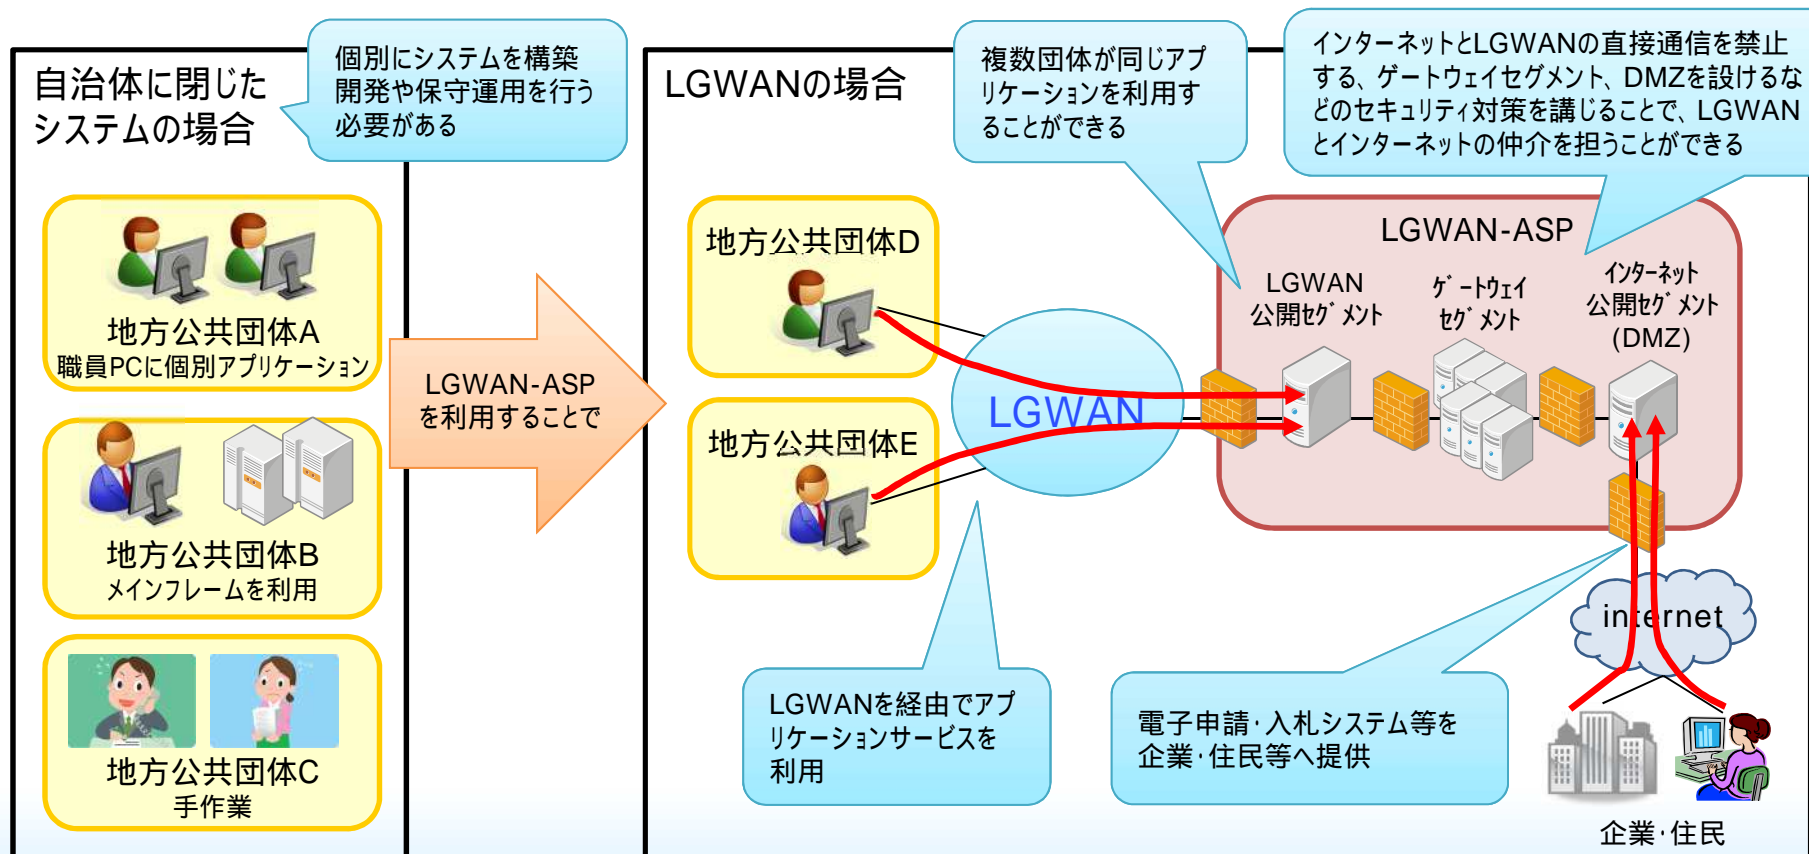 自治体に閉じた
システムの場合
個別にシステムを構築
開発や保守運用を行う
必要がある
地方公共団体A
職員PCに個別アプリケーション
地方公共団体B
メインフレームを利用
地方公共団体C
手作業
LGWAN-ASP
を利用することで
LGWANの場合
複数団体が同じアプ
リケーションを利用す
ることができる
インターネットとLGWANの直接通信を禁止
する、ゲートウェイセグメント、DMZを設けるな
どのセキュリティ対策を講じることで、LGWAN
とインターネットの仲介を担うことができる
地方公共団体D
地方公共団体E
LGWAN
LGWAN-ASP
LGWAN
公開ｾｸﾞﾒﾝﾄ
ｹﾞｰﾄｳｪｲ
ｾｸﾞﾒﾝﾄ
ｲﾝﾀｰﾈｯﾄ
公開ｾｸﾞﾒﾝﾄ
(DMZ)
internet
LGWANを経由でアプ
リケーションサービスを
利用
電子申請・入札システム等を
企業・住民等へ提供
企業・住民